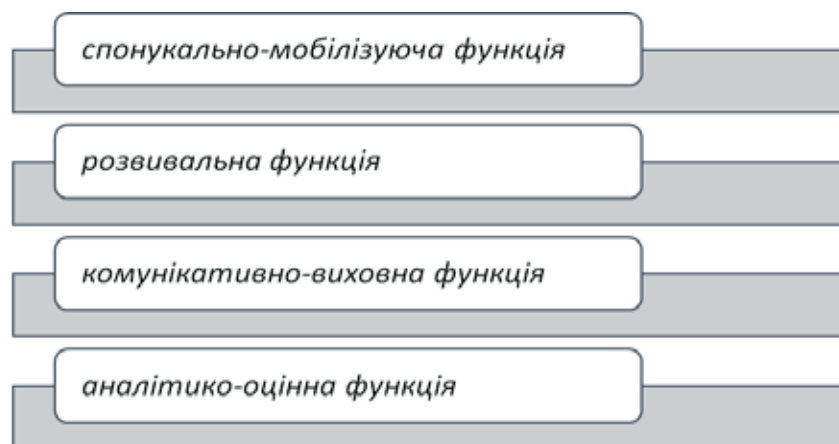 спонукально-мобілізуюча функція
розвивальна функція
комунікативно-виховна функція
аналітико-оцінна функція